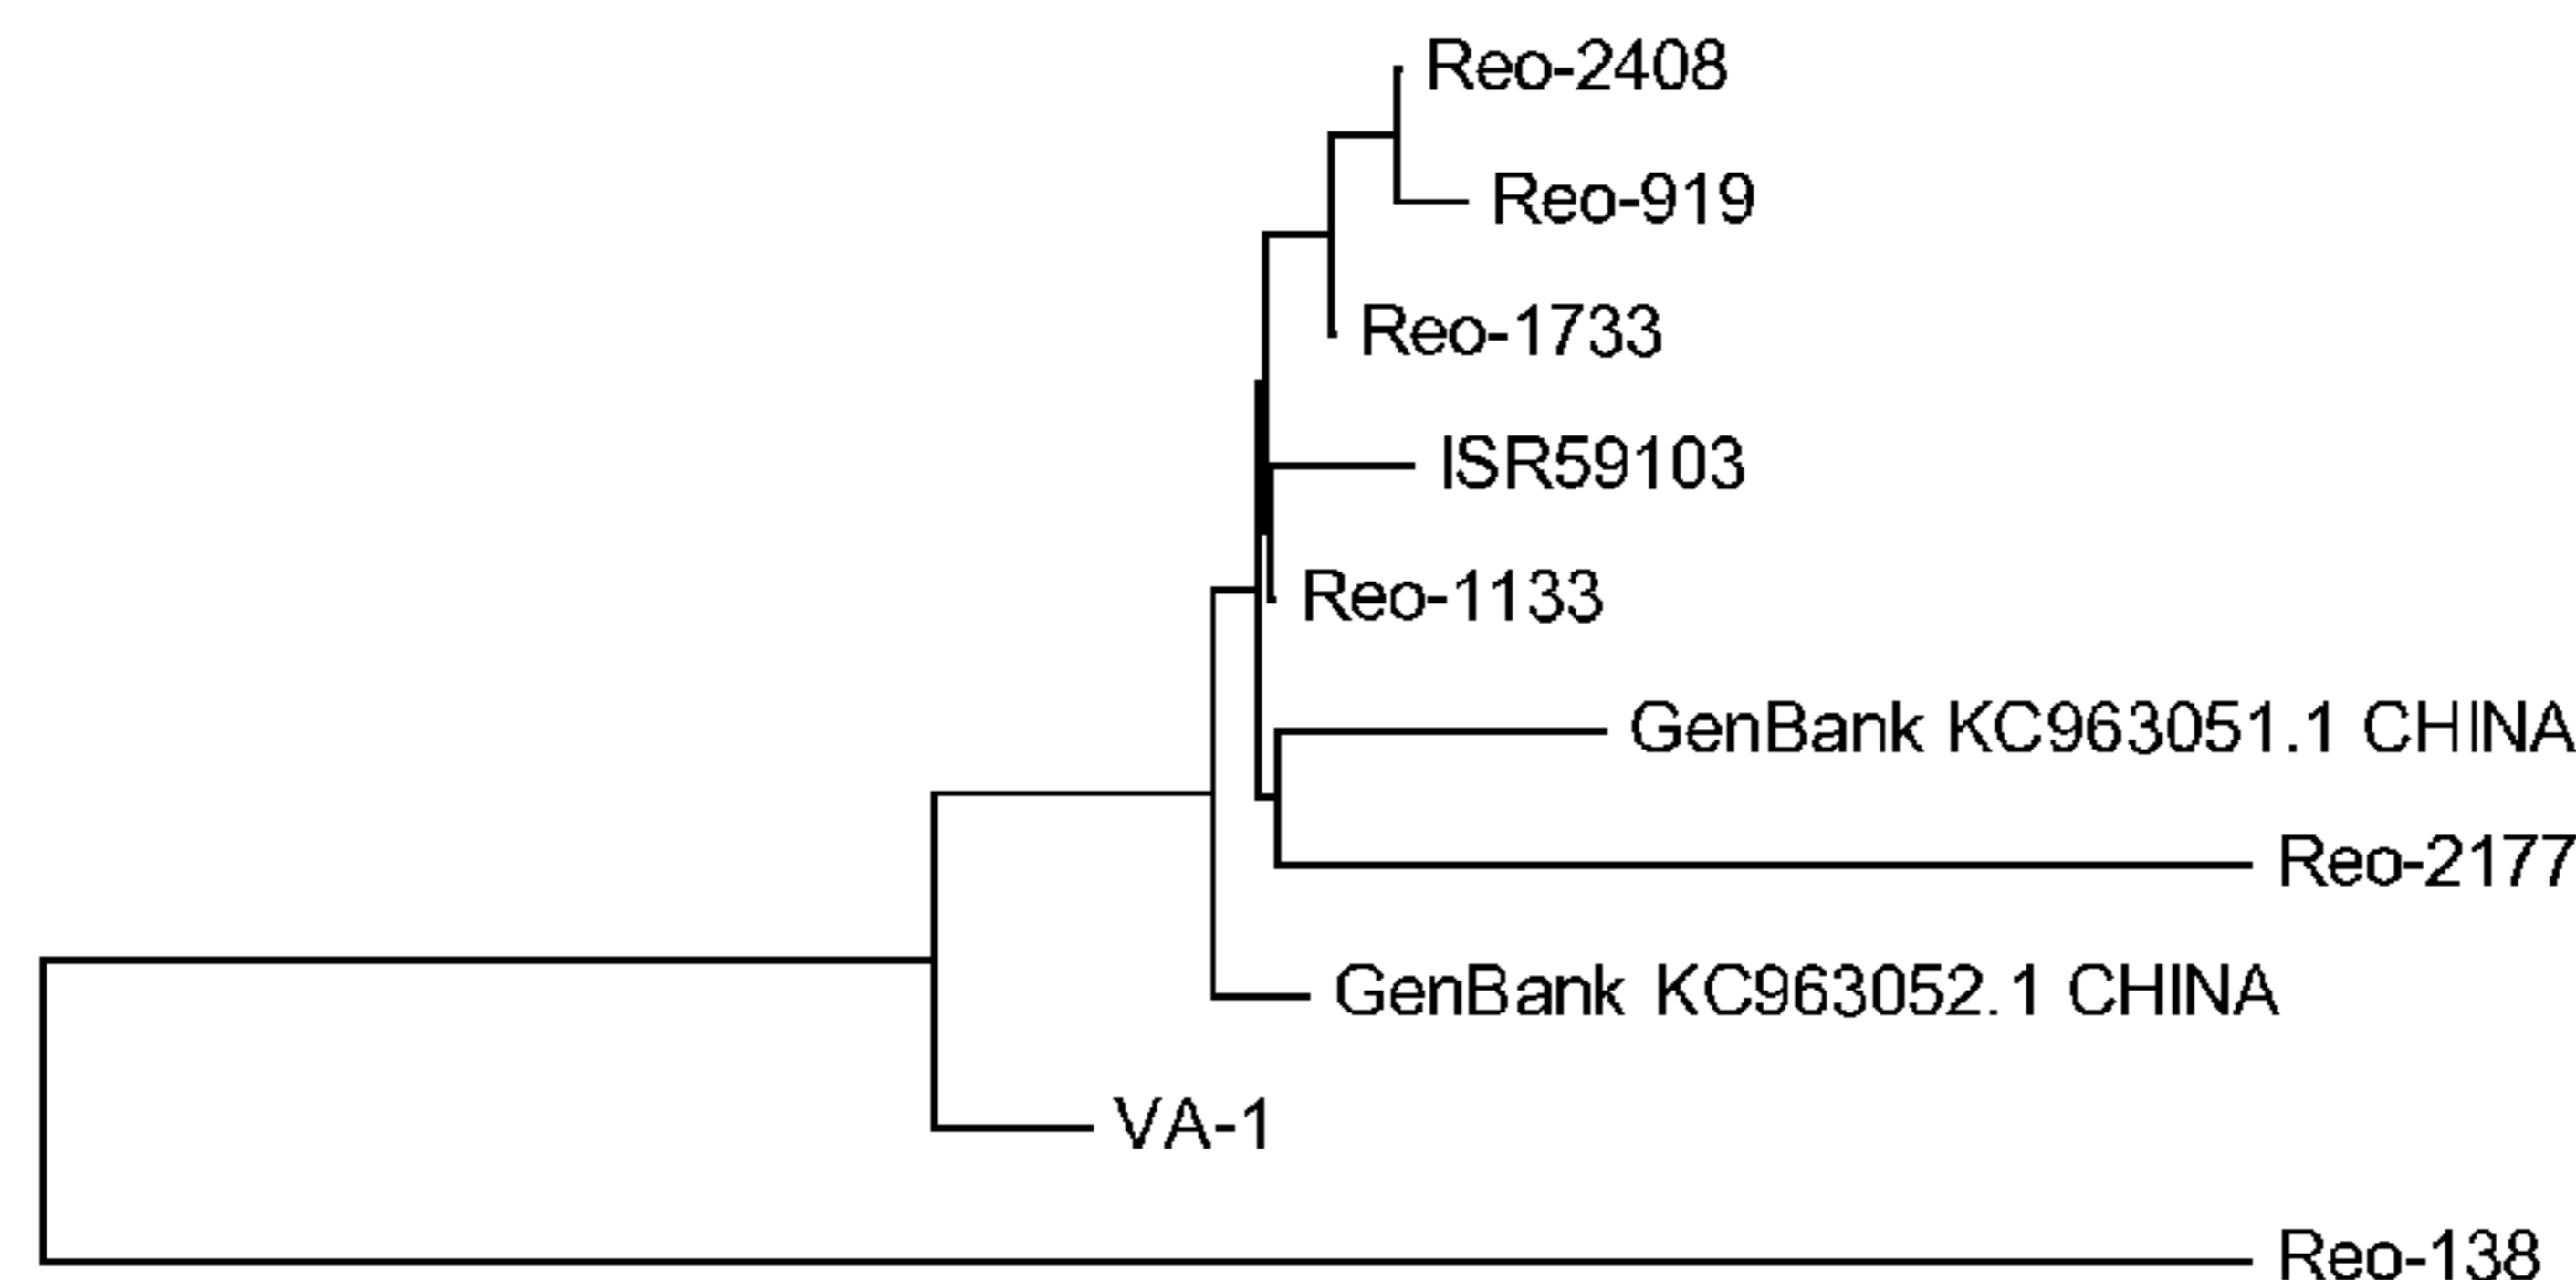 Reo-2408
Reo-919
Reo-1733
ISR59103
Reo-1133
GenBank KC963051.1 CHINA
Reo-2177
GenBank KC963052.1 CHINA
VA-1
Reo-138